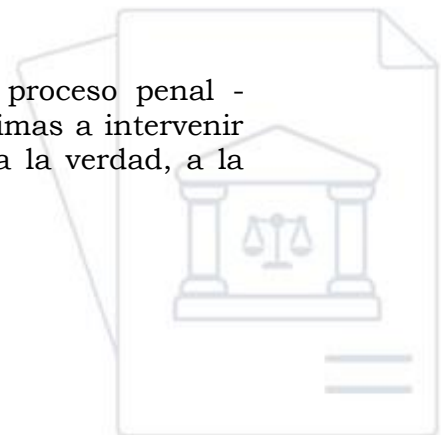 proceso penal -
imas a intervenir
a la verdad, a la